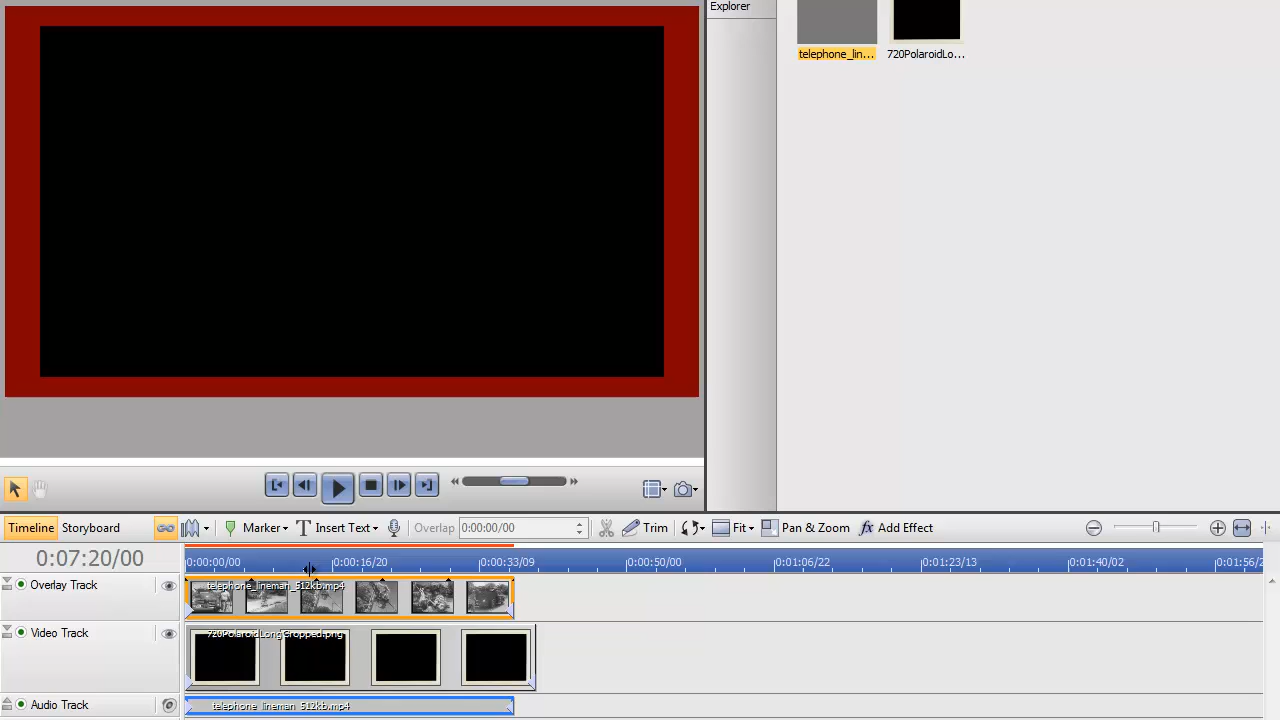 Explorer
telephone_lin...
720PolaroidLo...
Timeline Storyboard Marker Insert Text Overlap 0:00:00/00 Trim Fit Pan & Zoom fx Add Effect
0:07:20/00 0:00:00/00 0:00:16/20 0:00:33/09 0:00:50/00 0:01:06/22 0:01:23/13 0:01:40/02 0:01:56/2
Overlay Track telephone_lineman_512kb.mp4
Video Track 720PolaroidLongCropped.png
Audio Track telephone_lineman_512kb.mp4